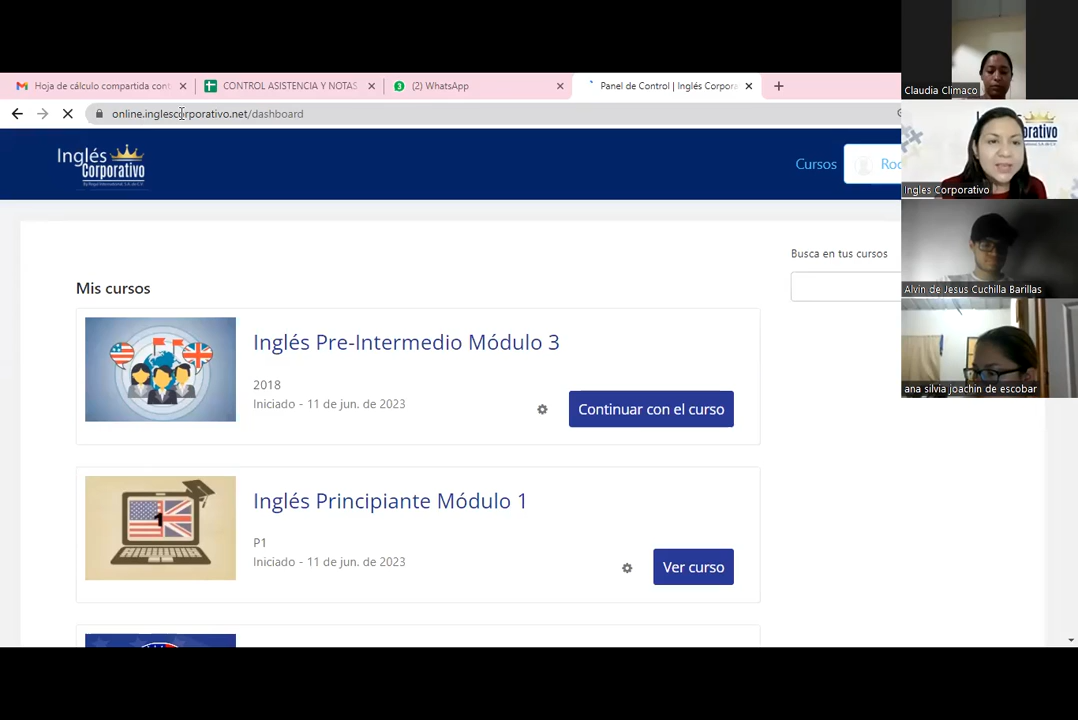 Hoja de cálculo compartida con
CONTROL ASISTENCIA Y NOTAS
(2) WhatsApp
Panel de Control | Inglés Corpora
online.inglescorporativo.net/dashboard
Inglés
Corporativo
Cursos
Roc
Mis cursos
Busca en tus cursos
Inglés Pre-Intermedio Módulo 3
2018
Iniciado - 11 de jun. de 2023
Continuar con el curso
1
Inglés Principiante Módulo 1
P1
Iniciado - 11 de jun. de 2023
Ver curso
Claudia Climaco
Ingles Corporativo
Alvin de Jesus Cuchilla Barillas
ana silvia joachin de escobar